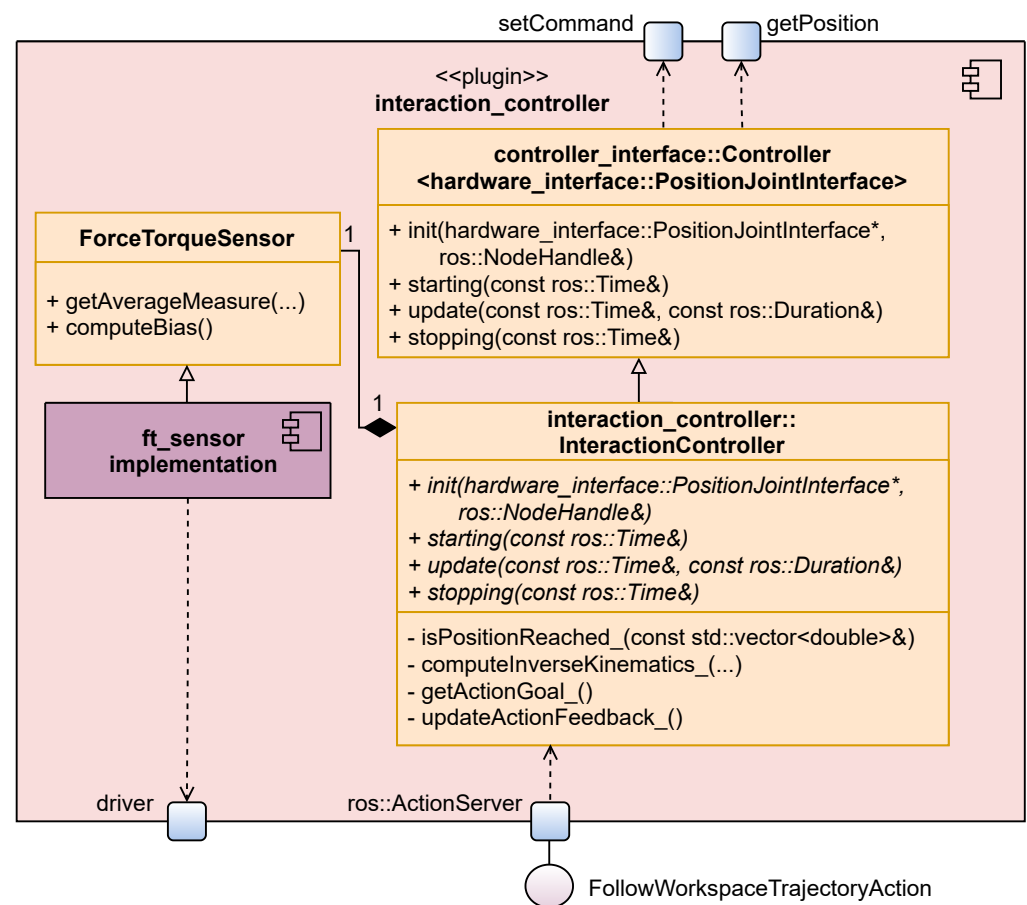 setCommand
getPosition
<<plugin>>
interaction_controller
controller_interface::Controller
<hardware_interface::PositionJointInterface>
+ init(hardware_interface::PositionJointInterface*,
ros::NodeHandle&)
+ starting(const ros::Time&)
+ update(const ros::Time&, const ros::Duration&)
+ stopping(const ros::Time&)
ForceTorqueSensor
1
+ getAverageMeasure(...)
+ computeBias()
ft_sensor
implementation
1
interaction_controller::
InteractionController
+ init(hardware_interface::PositionJointInterface*,
ros::NodeHandle&)
+ starting(const ros::Time&)
+ update(const ros::Time&, const ros::Duration&)
+ stopping(const ros::Time&)
- isPositionReached_(const std::vector<double>&)
- computeInverseKinematics_(...)
- getActionGoal_()
- updateActionFeedback_()
driver
ros::ActionServer
FollowWorkspaceTrajectoryAction